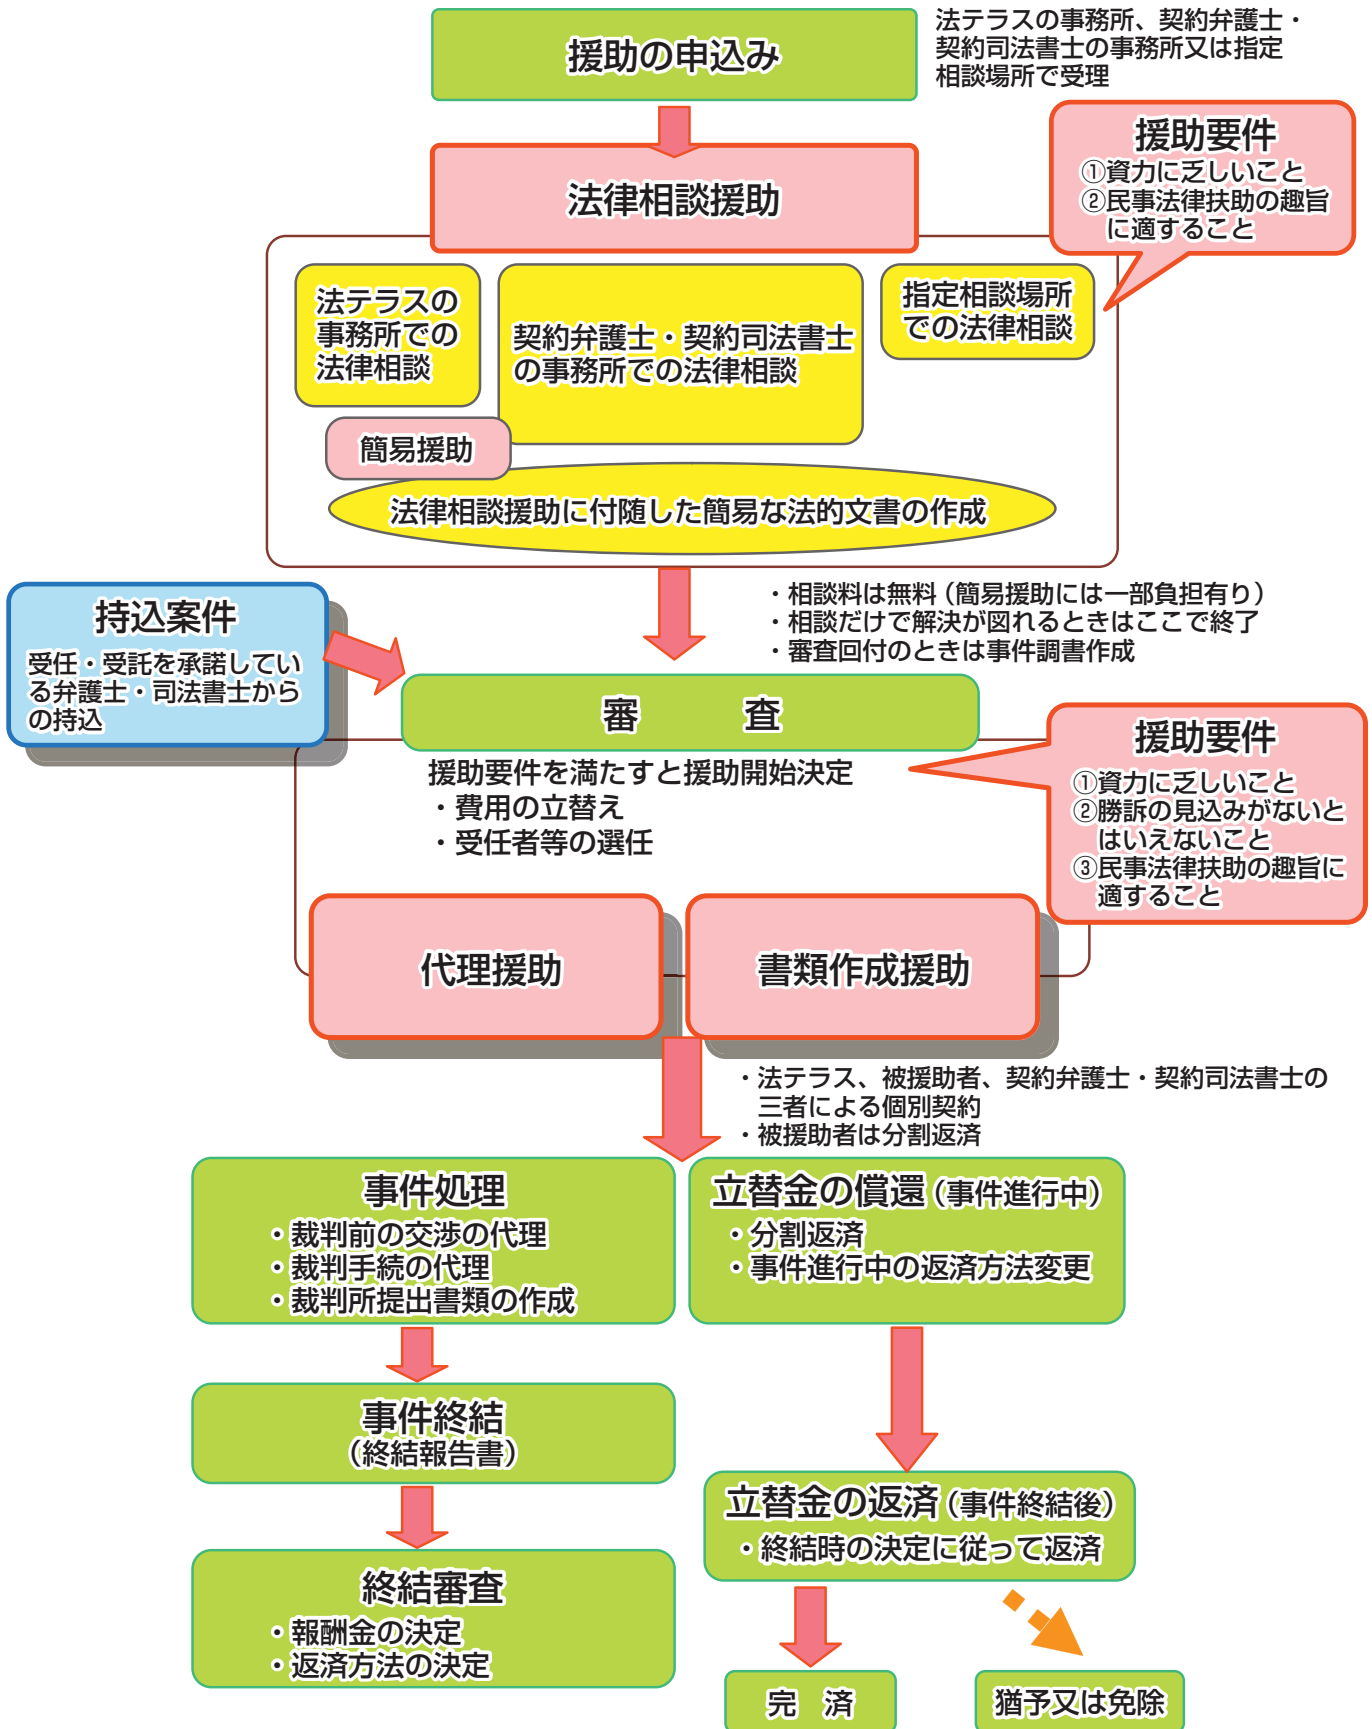 援助の申込み
法テラスの事務所、契約弁護士・
契約司法書士の事務所又は指定
相談場所で受理
法律相談援助
援助要件
①資力に乏しいこと
②民事法律扶助の趣旨
に適すること
法テラスの
事務所での
法律相談
契約弁護士・契約司法書士
の事務所での法律相談
指定相談場所
での法律相談
簡易援助
法律相談援助に付随した簡易な法的文書の作成
・相談料は無料（簡易援助には一部負担有り）
・相談だけで解決が図れるときはここで終了
・審査回付のときは事件調書作成
持込案件
受任・受託を承諾してい
る弁護士・司法書士から
の持込
審　査
援助要件を満たすと援助開始決定
・費用の立替え
・受任者等の選任
援助要件
①資力に乏しいこと
②勝訴の見込みがないと
はいえないこと
③民事法律扶助の趣旨に
適すること
代理援助
書類作成援助
・法テラス、被援助者、契約弁護士・契約司法書士の
三者による個別契約
・被援助者は分割返済
事件処理
・裁判前の交渉の代理
・裁判手続の代理
・裁判所提出書類の作成
立替金の償還（事件進行中）
・分割返済
・事件進行中の返済方法変更
事件終結
（終結報告書）
終結審査
・報酬金の決定
・返済方法の決定
立替金の返済（事件終結後）
・終結時の決定に従って返済
完　済
猶予又は免除